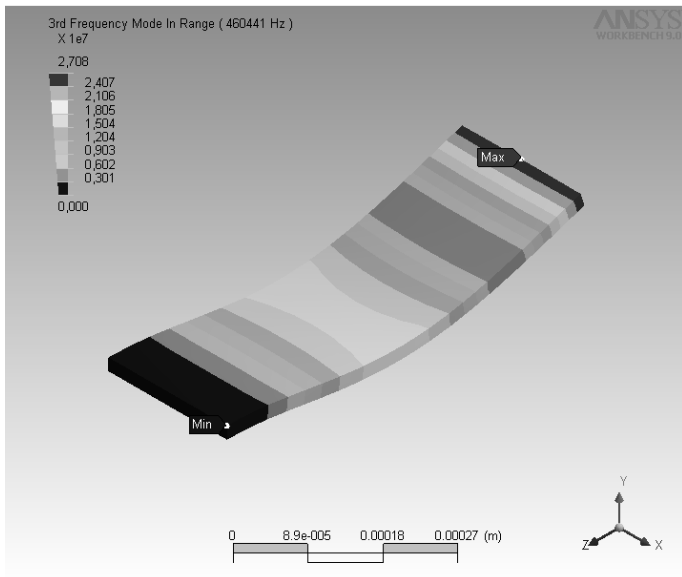 3rd Frequency Mode In Range ( 460441 Hz )
X 1e7
2,708
2,407
2,106
1,805
1,504
1,204
0,903
0,602
0,301
0,000
ANSYS
WORKBENCH 9.0
Max
Min
0 8.9e-005 0.00018 0.00027 (m)
Y
Z X